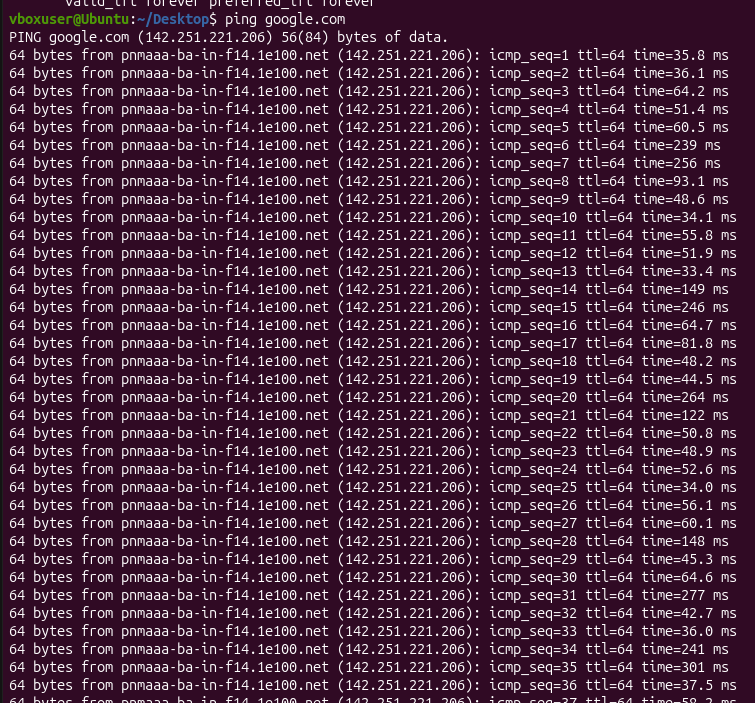 valid_lft forever preferred_lft forever
vboxuser@Ubuntu:~/Desktop$ ping google.com
PING google.com (142.251.221.206) 56(84) bytes of data.
64 bytes from pnmaaa-ba-in-f14.1e100.net (142.251.221.206): icmp_seq=1 ttl=64 time=35.8 ms
64 bytes from pnmaaa-ba-in-f14.1e100.net (142.251.221.206): icmp_seq=2 ttl=64 time=36.1 ms
64 bytes from pnmaaa-ba-in-f14.1e100.net (142.251.221.206): icmp_seq=3 ttl=64 time=64.2 ms
64 bytes from pnmaaa-ba-in-f14.1e100.net (142.251.221.206): icmp_seq=4 ttl=64 time=51.4 ms
64 bytes from pnmaaa-ba-in-f14.1e100.net (142.251.221.206): icmp_seq=5 ttl=64 time=60.5 ms
64 bytes from pnmaaa-ba-in-f14.1e100.net (142.251.221.206): icmp_seq=6 ttl=64 time=239 ms
64 bytes from pnmaaa-ba-in-f14.1e100.net (142.251.221.206): icmp_seq=7 ttl=64 time=256 ms
64 bytes from pnmaaa-ba-in-f14.1e100.net (142.251.221.206): icmp_seq=8 ttl=64 time=93.1 ms
64 bytes from pnmaaa-ba-in-f14.1e100.net (142.251.221.206): icmp_seq=9 ttl=64 time=48.6 ms
64 bytes from pnmaaa-ba-in-f14.1e100.net (142.251.221.206): icmp_seq=10 ttl=64 time=34.1 ms
64 bytes from pnmaaa-ba-in-f14.1e100.net (142.251.221.206): icmp_seq=11 ttl=64 time=55.8 ms
64 bytes from pnmaaa-ba-in-f14.1e100.net (142.251.221.206): icmp_seq=12 ttl=64 time=51.9 ms
64 bytes from pnmaaa-ba-in-f14.1e100.net (142.251.221.206): icmp_seq=13 ttl=64 time=33.4 ms
64 bytes from pnmaaa-ba-in-f14.1e100.net (142.251.221.206): icmp_seq=14 ttl=64 time=149 ms
64 bytes from pnmaaa-ba-in-f14.1e100.net (142.251.221.206): icmp_seq=15 ttl=64 time=246 ms
64 bytes from pnmaaa-ba-in-f14.1e100.net (142.251.221.206): icmp_seq=16 ttl=64 time=64.7 ms
64 bytes from pnmaaa-ba-in-f14.1e100.net (142.251.221.206): icmp_seq=17 ttl=64 time=81.8 ms
64 bytes from pnmaaa-ba-in-f14.1e100.net (142.251.221.206): icmp_seq=18 ttl=64 time=48.2 ms
64 bytes from pnmaaa-ba-in-f14.1e100.net (142.251.221.206): icmp_seq=19 ttl=64 time=44.5 ms
64 bytes from pnmaaa-ba-in-f14.1e100.net (142.251.221.206): icmp_seq=20 ttl=64 time=264 ms
64 bytes from pnmaaa-ba-in-f14.1e100.net (142.251.221.206): icmp_seq=21 ttl=64 time=122 ms
64 bytes from pnmaaa-ba-in-f14.1e100.net (142.251.221.206): icmp_seq=22 ttl=64 time=50.8 ms
64 bytes from pnmaaa-ba-in-f14.1e100.net (142.251.221.206): icmp_seq=23 ttl=64 time=48.9 ms
64 bytes from pnmaaa-ba-in-f14.1e100.net (142.251.221.206): icmp_seq=24 ttl=64 time=52.6 ms
64 bytes from pnmaaa-ba-in-f14.1e100.net (142.251.221.206): icmp_seq=25 ttl=64 time=34.0 ms
64 bytes from pnmaaa-ba-in-f14.1e100.net (142.251.221.206): icmp_seq=26 ttl=64 time=56.1 ms
64 bytes from pnmaaa-ba-in-f14.1e100.net (142.251.221.206): icmp_seq=27 ttl=64 time=60.1 ms
64 bytes from pnmaaa-ba-in-f14.1e100.net (142.251.221.206): icmp_seq=28 ttl=64 time=148 ms
64 bytes from pnmaaa-ba-in-f14.1e100.net (142.251.221.206): icmp_seq=29 ttl=64 time=45.3 ms
64 bytes from pnmaaa-ba-in-f14.1e100.net (142.251.221.206): icmp_seq=30 ttl=64 time=64.6 ms
64 bytes from pnmaaa-ba-in-f14.1e100.net (142.251.221.206): icmp_seq=31 ttl=64 time=277 ms
64 bytes from pnmaaa-ba-in-f14.1e100.net (142.251.221.206): icmp_seq=32 ttl=64 time=42.7 ms
64 bytes from pnmaaa-ba-in-f14.1e100.net (142.251.221.206): icmp_seq=33 ttl=64 time=36.0 ms
64 bytes from pnmaaa-ba-in-f14.1e100.net (142.251.221.206): icmp_seq=34 ttl=64 time=241 ms
64 bytes from pnmaaa-ba-in-f14.1e100.net (142.251.221.206): icmp_seq=35 ttl=64 time=301 ms
64 bytes from pnmaaa-ba-in-f14.1e100.net (142.251.221.206): icmp_seq=36 ttl=64 time=37.5 ms
64 bytes from pnmaaa-ba-in-f14.1e100.net (142.251.221.206): icmp_seq=37 ttl=64 ms